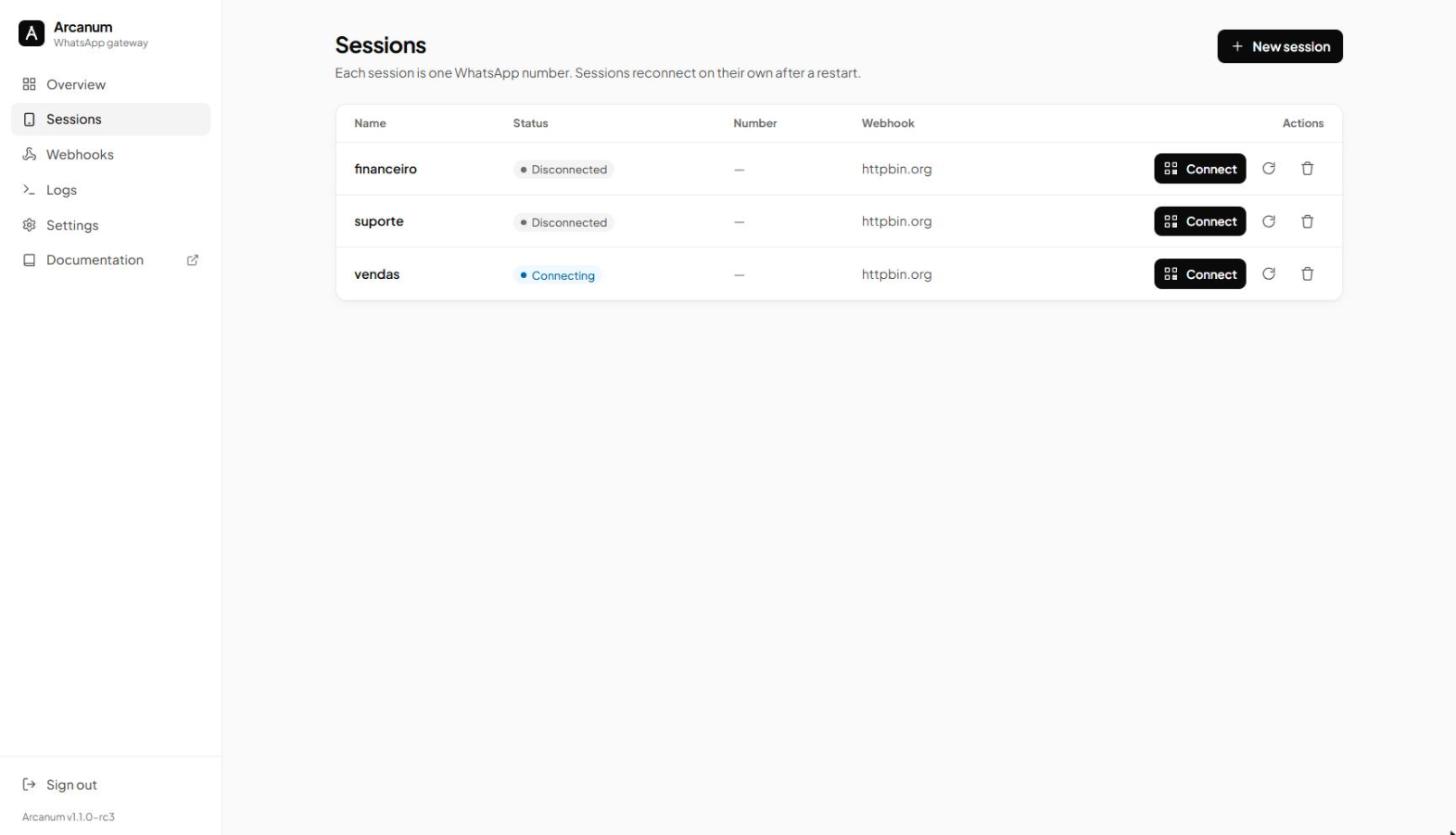 Arcanum
WhatsApp gateway
Overview
Sessions
Webhooks
Logs
Settings
Documentation
Sign out
Arcanum v1.1.0-rc3
Sessions
Each session is one WhatsApp number. Sessions reconnect on their own after a restart.
New session
Name Status Number Webhook Actions
financeiro Disconnected — httpbin.org Connect
suporte Disconnected — httpbin.org Connect
vendas Connecting — httpbin.org Connect